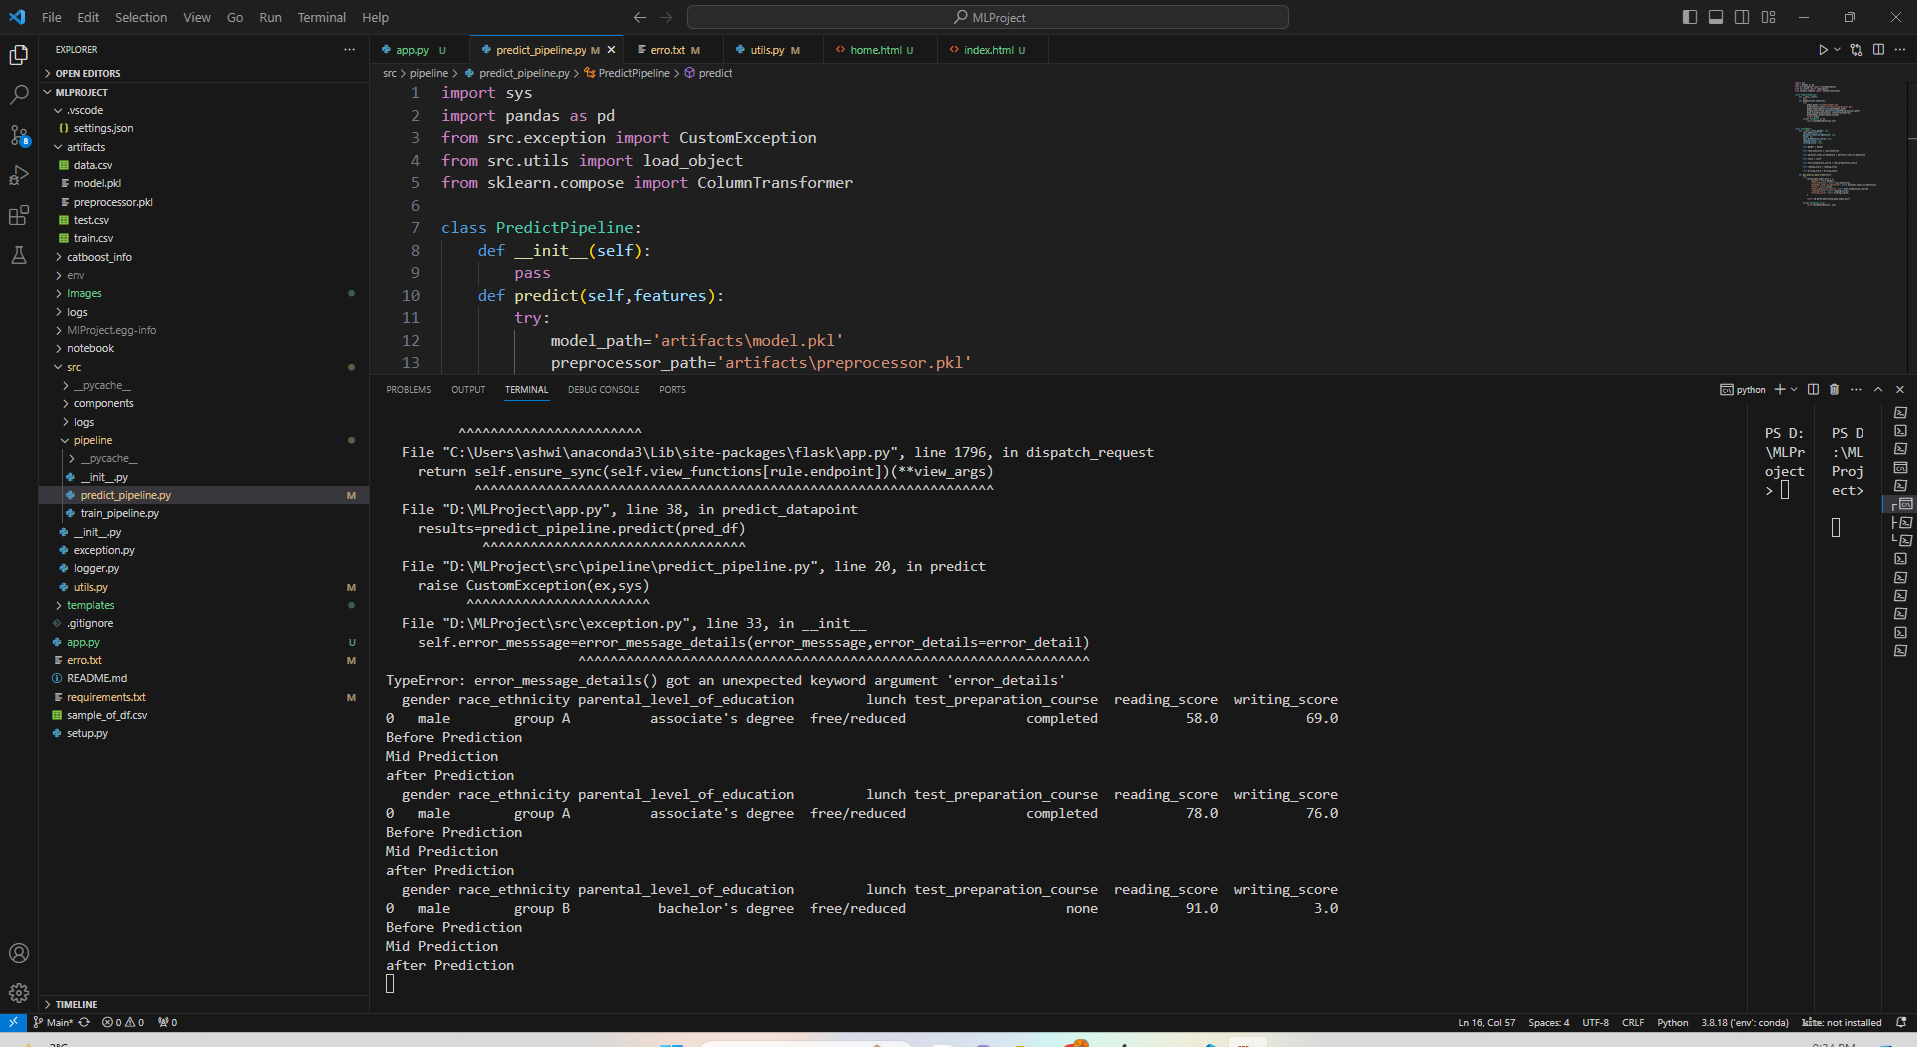 File Edit Selection View Go Run Terminal Help
MLProject
EXPLORER
OPEN EDITORS
MLPROJECT
.vscode
{} settings.json
artifacts
data.csv
model.pkl
preprocessor.pkl
test.csv
train.csv
catboost_info
env
Images
logs
MlProject.egg-info
notebook
src
__pycache__
components
logs
pipeline
__pycache__
__init__.py
predict_pipeline.py M
train_pipeline.py
__init__.py
exception.py
logger.py
utils.py M
templates
.gitignore
app.py U
erro.txt M
README.md
requirements.txt M
sample_of_df.csv
setup.py
TIMELINE
8
app.py U
predict_pipeline.py M
erro.txt M
utils.py M
home.html U
index.html U
src > pipeline > predict_pipeline.py > PredictPipeline > predict
1 import sys
2 import pandas as pd
3 from src.exception import CustomException
4 from src.utils import load_object
5 from sklearn.compose import ColumnTransformer
6
7 class PredictPipeline:
8 def __init__(self):
9 pass
10 def predict(self,features):
11 try:
12 model_path='artifacts\model.pkl'
13 preprocessor_path='artifacts\preprocessor.pkl'
PROBLEMS OUTPUT TERMINAL DEBUG CONSOLE PORTS
python
^^^^^^^^^^^^^^^^^^^^^^^
File "C:\Users\ashwi\anaconda3\Lib\site-packages\flask\app.py", line 1796, in dispatch_request
return self.ensure_sync(self.view_functions[rule.endpoint])(**view_args)
^^^^^^^^^^^^^^^^^^^^^^^^^^^^^^^^^^^^^^^^^^^^^^^^^^^^^^^^^^^^^^^^^
File "D:\MLProject\app.py", line 38, in predict_datapoint
results=predict_pipeline.predict(pred_df)
^^^^^^^^^^^^^^^^^^^^^^^^^^^^^^^^^
File "D:\MLProject\src\pipeline\predict_pipeline.py", line 20, in predict
raise CustomException(ex,sys)
^^^^^^^^^^^^^^^^^^^^^^^
File "D:\MLProject\src\exception.py", line 33, in __init__
self.error_messsage=error_message_details(error_messsage,error_details=error_detail)
^^^^^^^^^^^^^^^^^^^^^^^^^^^^^^^^^^^^^^^^^^^^^^^^^^^^^^^^^^^^^^^^
TypeError: error_message_details() got an unexpected keyword argument 'error_details'
gender race_ethnicity parental_level_of_education lunch test_preparation_course reading_score writing_score
0 male group A associate's degree free/reduced completed 58.0 69.0
Before Prediction
Mid Prediction
after Prediction
gender race_ethnicity parental_level_of_education lunch test_preparation_course reading_score writing_score
0 male group A associate's degree free/reduced completed 78.0 76.0
Before Prediction
Mid Prediction
after Prediction
gender race_ethnicity parental_level_of_education lunch test_preparation_course reading_score writing_score
0 male group B bachelor's degree free/reduced none 91.0 3.0
Before Prediction
Mid Prediction
after Prediction
PS D:
\MLPr
oject
>
PS D
:\ML
Proj
ect>
Main* 0 0 0
Ln 16, Col 57 Spaces: 4 UTF-8 CRLF Python 3.8.18 ('env': conda) kite: not installed